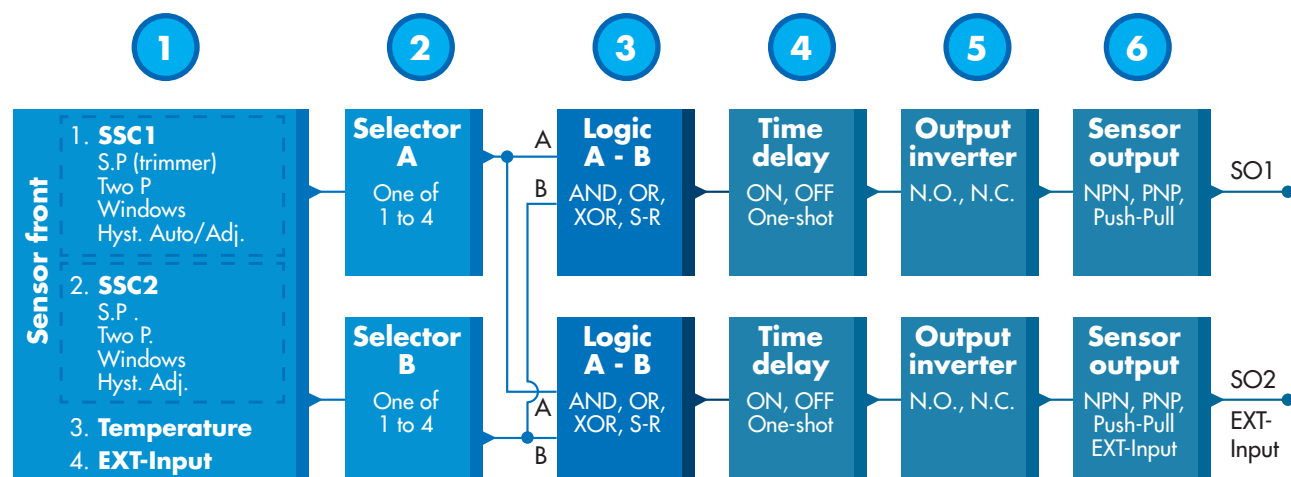 1
2
3
4
5
6
Sensor front
1. SSC1
S.P (trimmer)
Two P
Windows
Hyst. Auto/Adj.
2. SSC2
S.P .
Two P.
Windows
Hyst. Adj.
3. Temperature
4. EXT-Input
Selector
A
One of
1 to 4
A
B
Logic
A - B
AND, OR,
XOR, S-R
Time
delay
ON, OFF
One-shot
Output
inverter
N.O., N.C.
Sensor
output
NPN, PNP,
Push-Pull
SO1
Selector
B
One of
1 to 4
A
B
Logic
A - B
AND, OR,
XOR, S-R
Time
delay
ON, OFF
One-shot
Output
inverter
N.O., N.C.
Sensor
output
NPN, PNP,
Push-Pull
EXT-Input
SO2
EXT-
Input